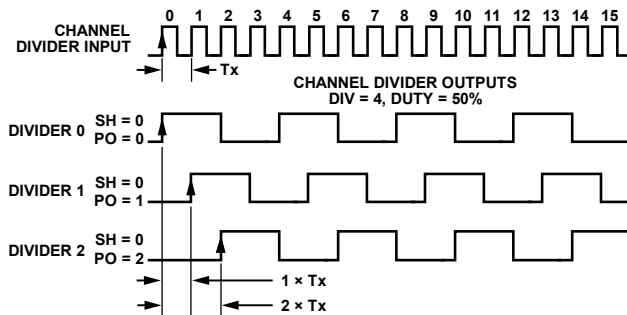 0 1 2 3 4 5 6 7 8 9 10 11 12 13 14 15
CHANNEL
DIVIDER INPUT
Tx
CHANNEL DIVIDER OUTPUTS
DIV = 4, DUTY = 50%
DIVIDER 0
SH = 0
PO = 0
DIVIDER 1
SH = 0
PO = 1
DIVIDER 2
SH = 0
PO = 2
1 × Tx
2 × Tx